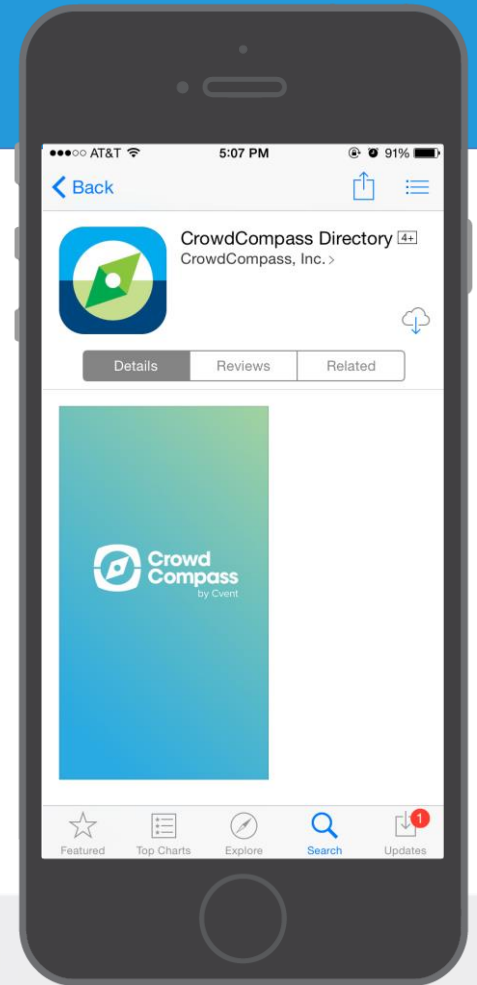 AT&T 5:07 PM 91%
Back
CrowdCompass Directory 4+
CrowdCompass, Inc. >
Details Reviews Related
Crowd
Compass
by Cvent
1
Featured Top Charts Explore Search Updates